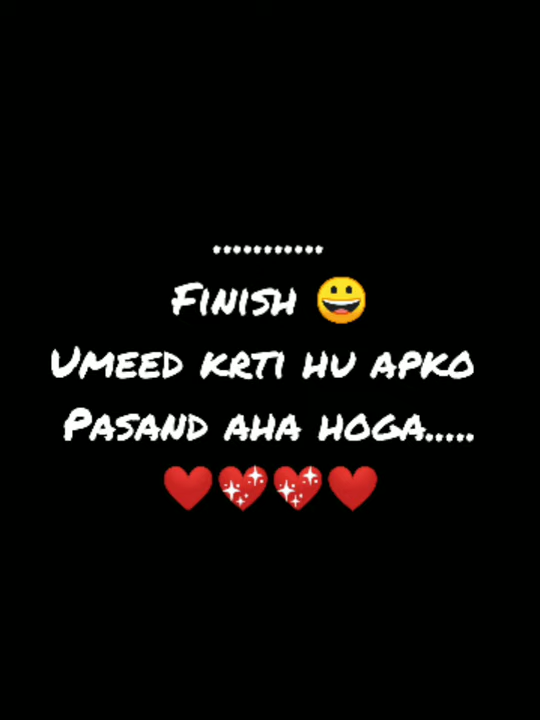 ...........
Finish 😀
Umeed krti hu apko
Pasand aha hoga.....
❤️💖💖❤️